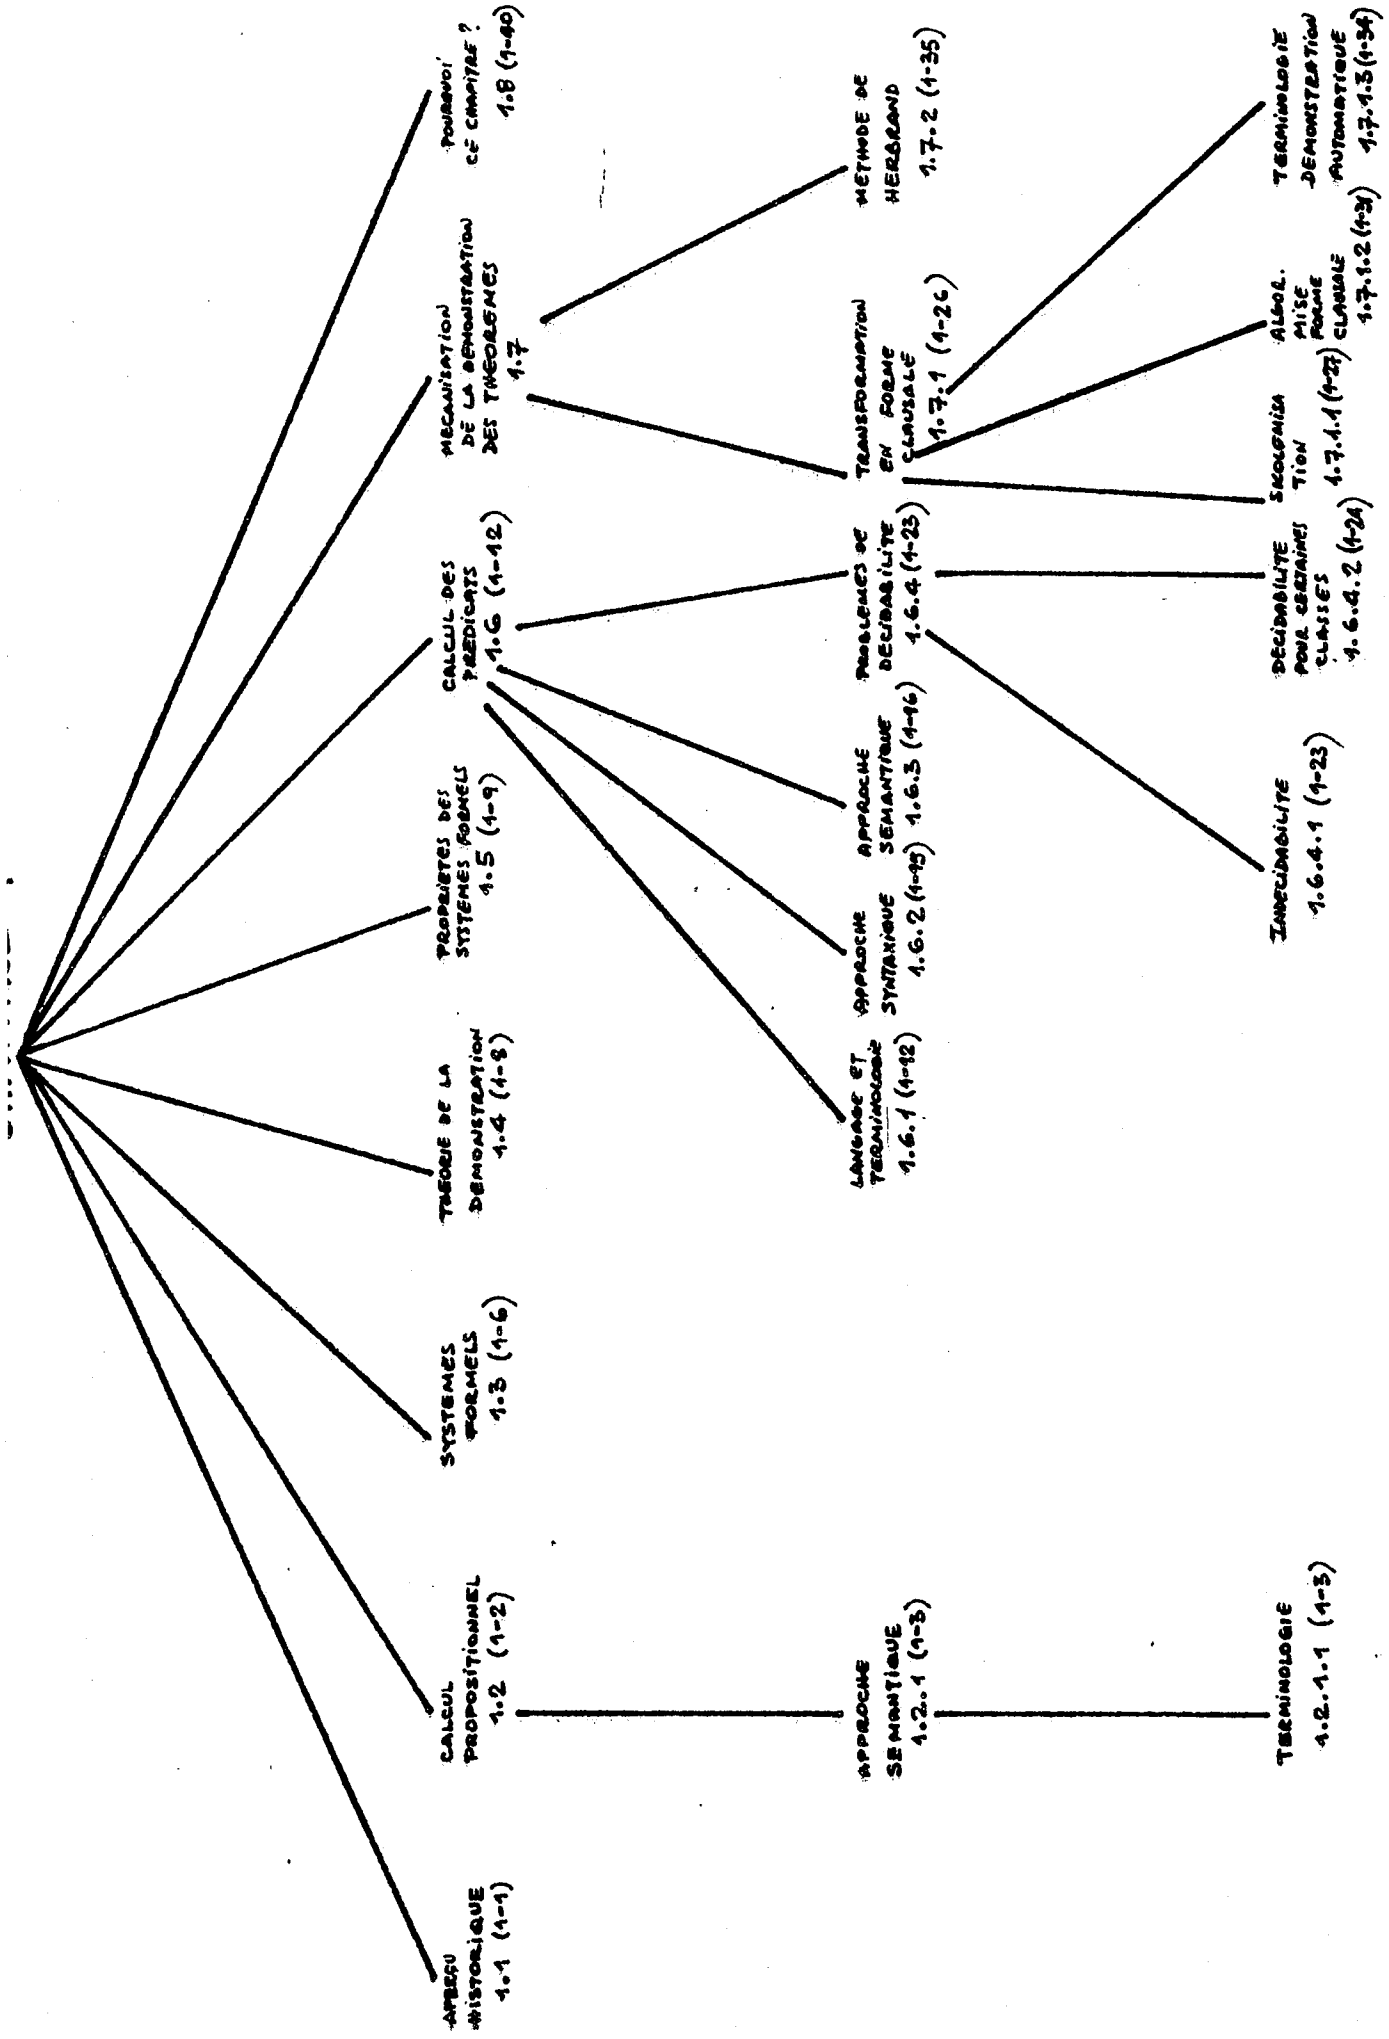 APERÇU
HISTORIQUE
1.1 (1-1)
CALCUL
PROPOSITIONNEL
1.2 (1-2)
SYSTEMES
FORMELS
1.3 (1-6)
THEORIE DE LA
DEMONSTRATION
1.4 (1-8)
PROPRIETES DES
SYSTEMES FORMELS
1.5 (1-9)
CALCUL DES
PREDICATS
1.6 (1-12)
MECANISATION
DE LA DEMONSTRATION
DES THEOREMES
1.7
POURQUOI
CE CHAPITRE?
1.8 (1-40)
APPROCHE
SEMANTIQUE
1.2.1 (1-3)
LANGAGE ET
TERMINOLOGIE
1.6.1 (1-12)
APPROCHE
SYNTAXIQUE
1.6.2 (1-15)
APPROCHE
SEMANTIQUE
1.6.3 (1-16)
PROBLEMES DE
DECIDABILITE
1.6.4 (1-23)
TRANSFORMATION
EN FORME
CLAUSALE
1.7.1 (1-26)
METHODE DE
HERBRAND
1.7.2 (1-35)
TERMINOLOGIE
1.2.1.1 (1-3)
INDECIDABILITE
1.6.4.1 (1-23)
DECIDABILITE
POUR CERTAINES
CLASSES
1.6.4.2 (1-24)
SKOLEMISA
TION
1.7.1.1 (1-27)
ALGOR.
MISE
FORME
CLAUSALE
1.7.1.2 (1-31)
TERMINOLOGIE
DEMONSTRATION
AUTOMATIQUE
1.7.1.3 (1-34)